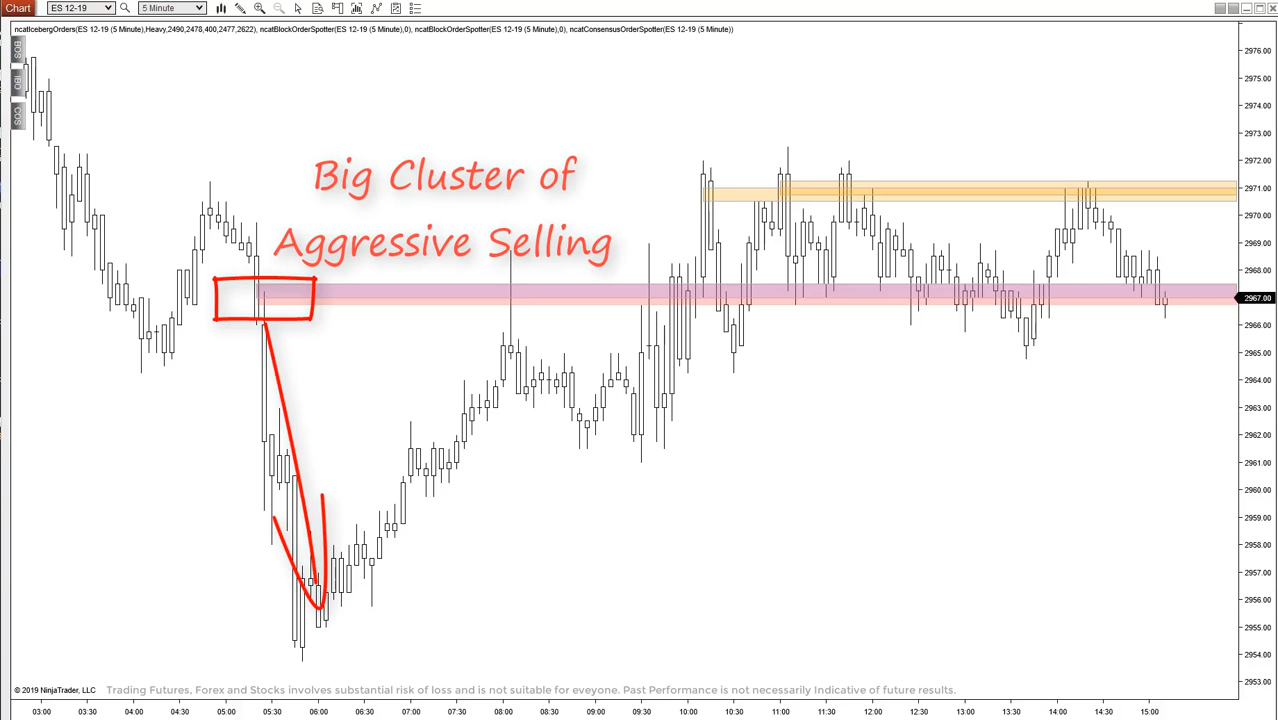 Chart ES 12-19 5 Minute
ncatIcebergOrders(ES 12-19 (5 Minute),Heavy,2490,2478,400,2477,2622), ncatBlockOrderSpotter(ES 12-19 (5 Minute),0), ncatBlockOrderSpotter(ES 12-19 (5 Minute),0), ncatConsensusOrderSpotter(ES 12-19 (5 Minute))
BOS
IBO
COS
Big Cluster of
Aggressive Selling
2976.00
2975.00
2974.00
2973.00
2972.00
2971.00
2970.00
2969.00
2968.00
2967.00
2966.00
2965.00
2964.00
2963.00
2962.00
2961.00
2960.00
2959.00
2958.00
2957.00
2956.00
2955.00
2954.00
2953.00
© 2019 NinjaTrader, LLC Trading Futures, Forex and Stocks involves substantial risk of loss and is not suitable for eveyone. Past Performance is not necessarily Indicative of future results.
03:00 03:30 04:00 04:30 05:00 05:30 06:00 06:30 07:00 07:30 08:00 08:30 09:00 09:30 10:00 10:30 11:00 11:30 12:00 12:30 13:00 13:30 14:00 14:30 15:00